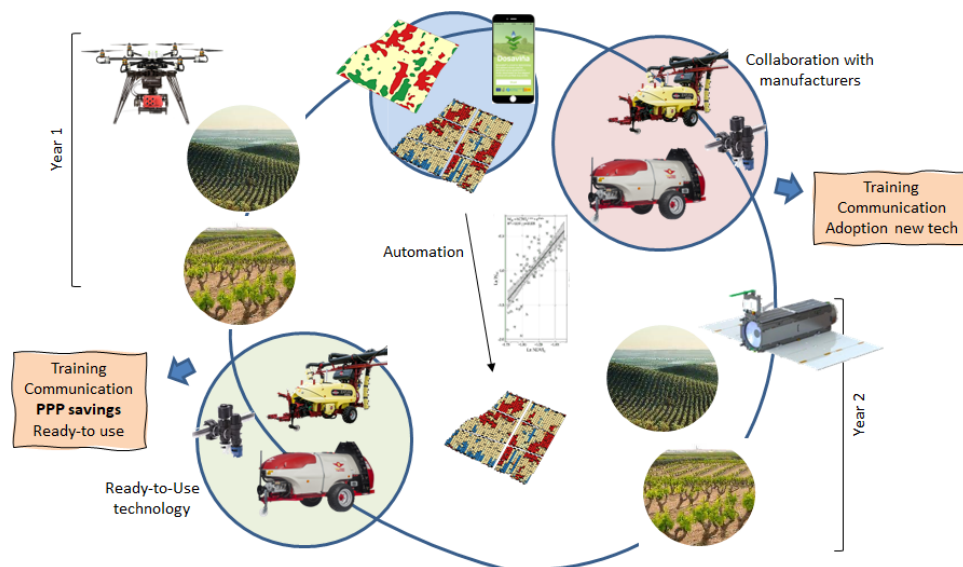 Year 1
Dosaviña
Collaboration with
manufacturers
Training
Communication
Adoption new tech
Automation
Training
Communication
PPP savings
Ready-to use
Ready-to-Use
technology
Year 2